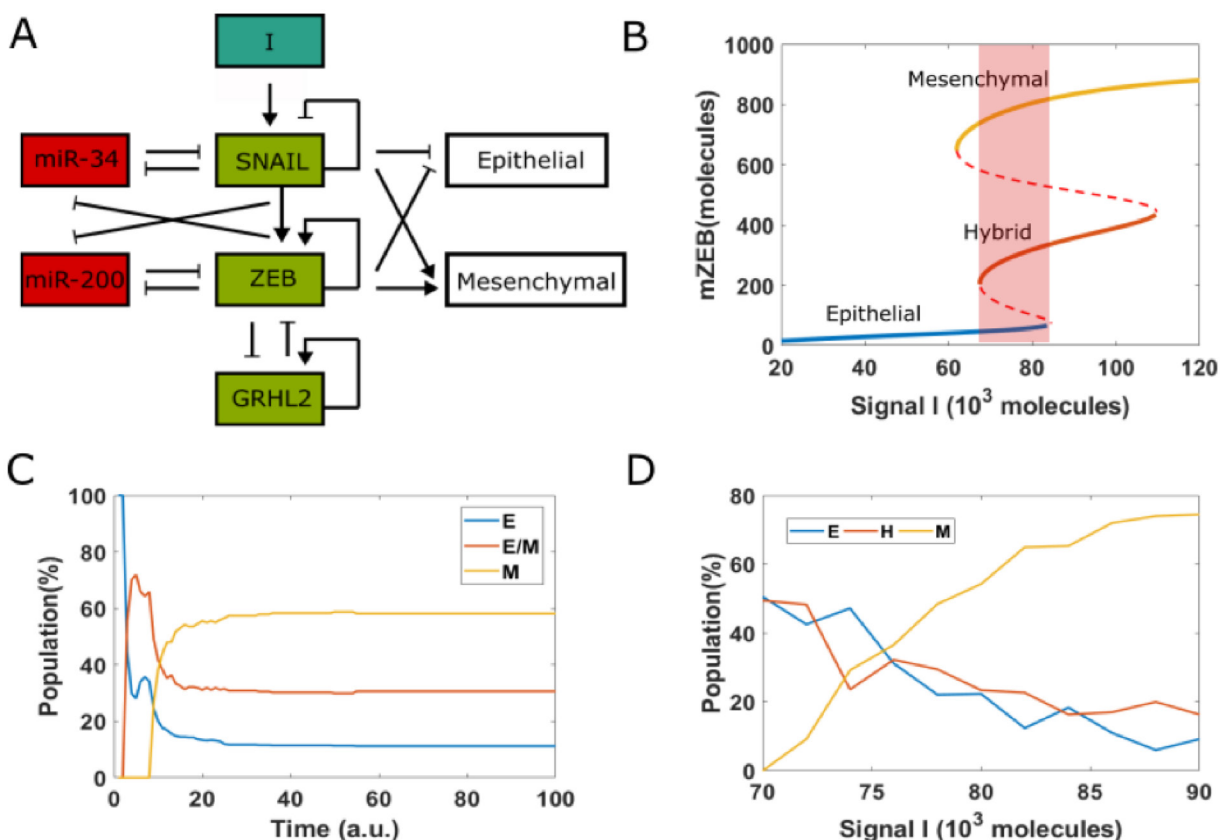 A
I
miR-34
SNAIL
Epithelial
miR-200
ZEB
Mesenchymal
GRHL2
B
1000
800
600
400
200
0
mZEB(molecules)
Mesenchymal
Hybrid
Epithelial
20 40 60 80 100 120
Signal I (10³ molecules)
C
100
80
60
40
20
0
Population(%)
E
E/M
M
0 20 40 60 80 100
Time (a.u.)
D
80
60
40
20
0
Population(%)
E H M
70 75 80 85 90
Signal I (10³ molecules)